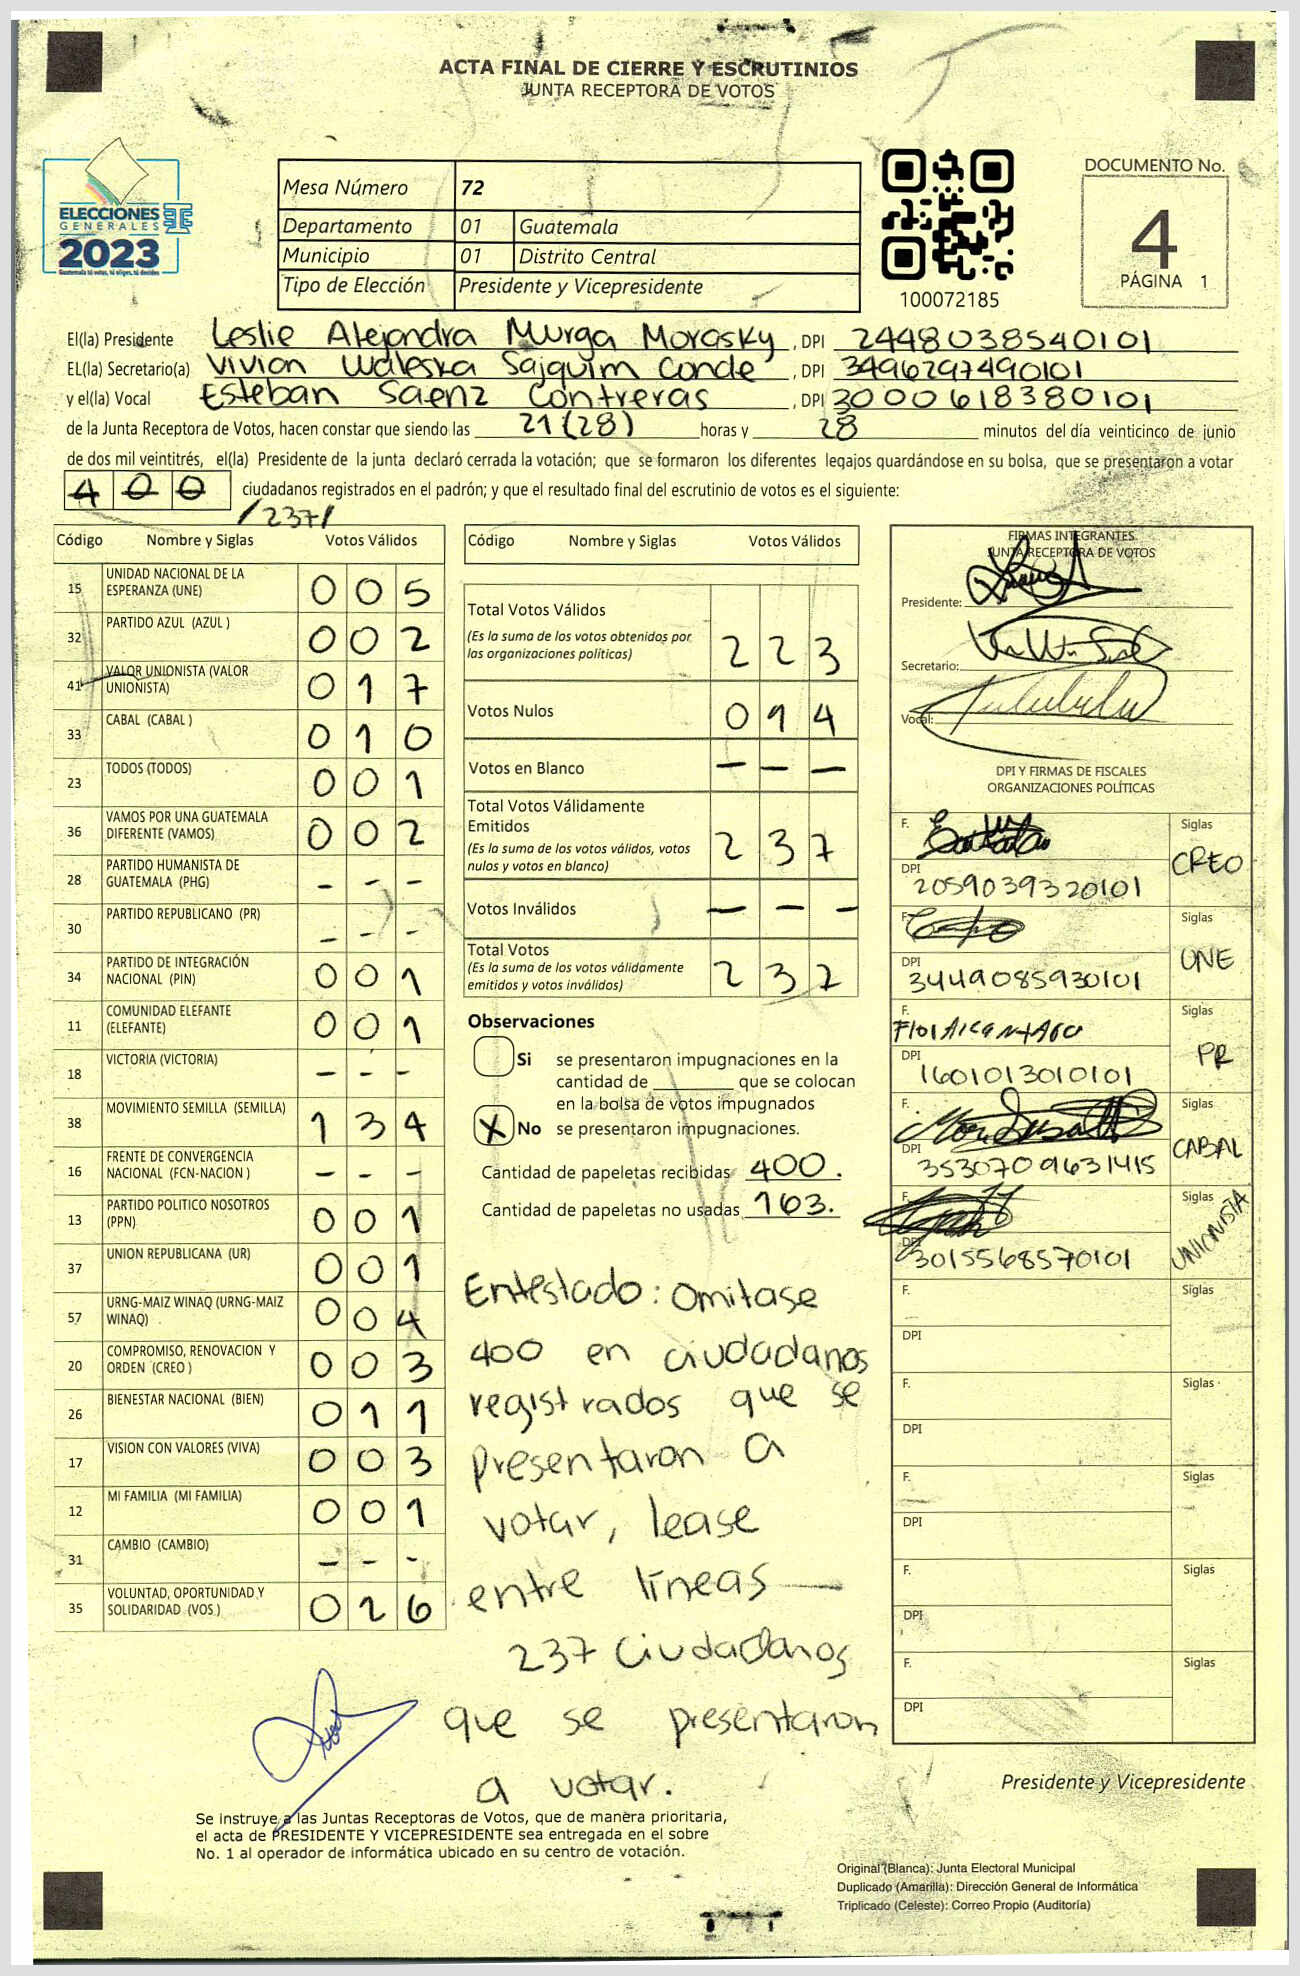 ACTA FINAL DE CIERRE Y ESCRUTINIOS
JUNTA RECEPTORA DE VOTOS
ELECCIONES
GENERALES
2023
Guatemala tú votas, tú eliges, tú decides
Mesa Número 72
Departamento 01 Guatemala
Municipio 01 Distrito Central
Tipo de Elección Presidente y Vicepresidente
100072185
DOCUMENTO No.
4
PÁGINA 1
El(la) Presidente Leslie Alejandra Murga Morasky, DPI 2448038540101
EL(la) Secretario(a) Vivian Waleska Sajquim Conde, DPI 3496297490101
y el(la) Vocal Esteban Saenz Contreras, DPI 3000618380101
de la Junta Receptora de Votos, hacen constar que siendo las 21(28) horas y 28 minutos del día veinticinco de junio
de dos mil veintitrés, el(la) Presidente de la junta declaró cerrada la votación; que se formaron los diferentes legajos quardándose en su bolsa, que se presentaron a votar
400 ciudadanos registrados en el padrón; y que el resultado final del escrutinio de votos es el siguiente:
/237/
Código Nombre y Siglas Votos Válidos
15 UNIDAD NACIONAL DE LA ESPERANZA (UNE) 0 0 5
32 PARTIDO AZUL (AZUL ) 0 0 2
41 VALOR UNIONISTA (VALOR UNIONISTA) 0 1 7
33 CABAL (CABAL ) 0 1 0
23 TODOS (TODOS) 0 0 1
36 VAMOS POR UNA GUATEMALA DIFERENTE (VAMOS) 0 0 2
28 PARTIDO HUMANISTA DE GUATEMALA (PHG) - - -
30 PARTIDO REPUBLICANO (PR) - - -
34 PARTIDO DE INTEGRACIÓN NACIONAL (PIN) 0 0 1
11 COMUNIDAD ELEFANTE (ELEFANTE) 0 0 1
18 VICTORIA (VICTORIA) - - -
38 MOVIMIENTO SEMILLA (SEMILLA) 1 3 4
16 FRENTE DE CONVERGENCIA NACIONAL (FCN-NACION ) - - -
13 PARTIDO POLITICO NOSOTROS (PPN) 0 0 1
37 UNION REPUBLICANA (UR) 0 0 1
57 URNG-MAIZ WINAQ (URNG-MAIZ WINAQ) 0 0 4
20 COMPROMISO, RENOVACION Y ORDEN (CREO ) 0 0 3
26 BIENESTAR NACIONAL (BIEN) 0 1 1
17 VISION CON VALORES (VIVA) 0 0 3
12 MI FAMILIA (MI FAMILIA) 0 0 1
31 CAMBIO (CAMBIO) - - -
35 VOLUNTAD, OPORTUNIDAD Y SOLIDARIDAD (VOS ) 0 2 6
Código Nombre y Siglas Votos Válidos
Total Votos Válidos
(Es la suma de los votos obtenidos por las organizaciones políticas) 2 2 3
Votos Nulos 0 1 4
Votos en Blanco - - -
Total Votos Válidamente Emitidos
(Es la suma de los votos válidos, votos nulos y votos en blanco) 2 3 7
Votos Inválidos - - -
Total Votos
(Es la suma de los votos válidamente emitidos y votos inválidos) 2 3 7
Observaciones
Si se presentaron impugnaciones en la
cantidad de ________ que se colocan
en la bolsa de votos impugnados
X No se presentaron impugnaciones.
Cantidad de papeletas recibidas 400.
Cantidad de papeletas no usadas 163.
Entestado: Omitase
400 en ciudadanos
registrados que se
presentaron a
votar, lease
entre líneas —
237 ciudadanos
que se presentaron
a votar.
FIRMAS INTEGRANTES
JUNTA RECEPTORA DE VOTOS
Presidente:
Secretario:
Vocal:
DPI Y FIRMAS DE FISCALES
ORGANIZACIONES POLÍTICAS
F. Siglas CREO
DPI 2059039320101
F. Siglas UNE
DPI 3449085930101
F. Siglas PR
DPI 1601013010101
F. Siglas CABAL
DPI 3530709631415
F. Siglas UNIONISTA
DPI 3015568570101
F. Siglas
DPI
F. Siglas
DPI
F. Siglas
DPI
F. Siglas
DPI
F. Siglas
DPI
Presidente y Vicepresidente
Se instruye a las Juntas Receptoras de Votos, que de manera prioritaria,
el acta de PRESIDENTE Y VICEPRESIDENTE sea entregada en el sobre
No. 1 al operador de informática ubicado en su centro de votación.
Original (Blanca): Junta Electoral Municipal
Duplicado (Amarilla): Dirección General de Informática
Triplicado (Celeste): Correo Propio (Auditoría)